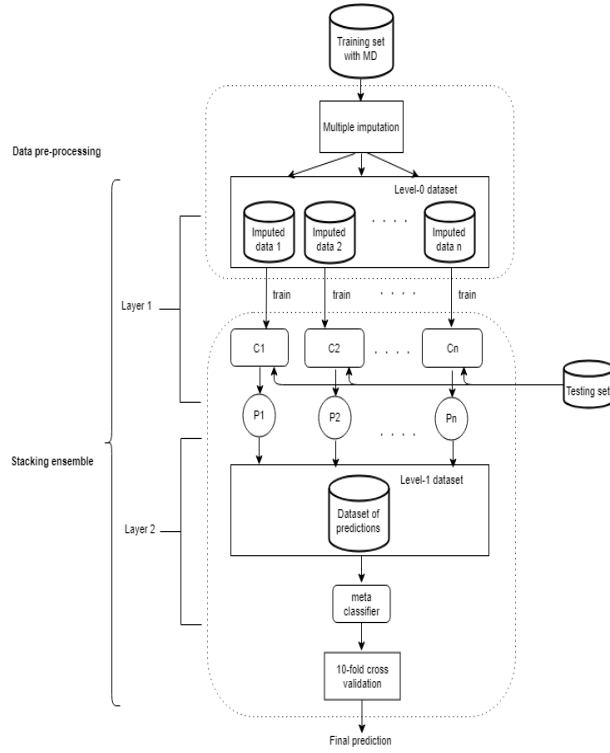 Training set
with MD
Multiple imputation
Data pre-processing
Level-0 dataset
Imputed
data 1
Imputed
data 2
. . . .
Imputed
data n
train
train
. . . .
train
Layer 1
C1
C2
. . . .
Cn
Testing set
P1
P2
. . . .
Pn
Stacking ensemble
Level-1 dataset
Dataset of
predictions
Layer 2
meta
classifier
10-fold cross
validation
Final prediction